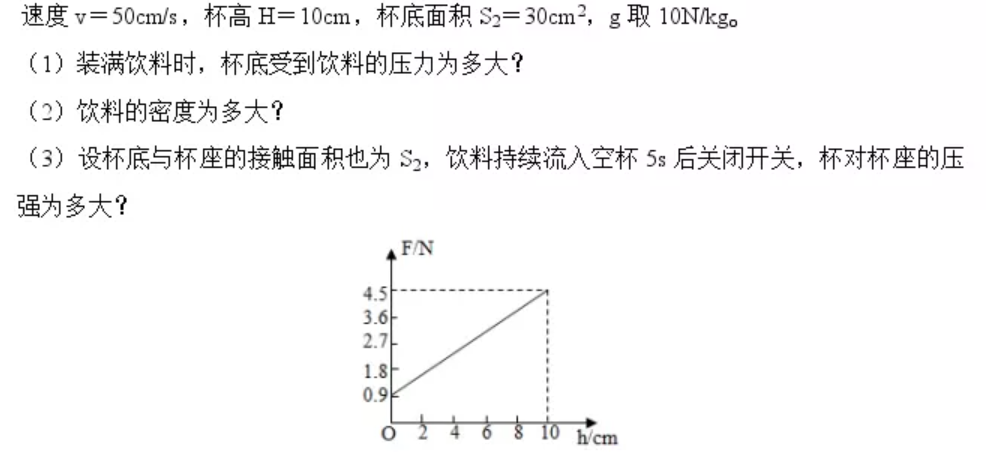 速度 v＝50cm/s，杯高 H＝10cm，杯底面积 S₂＝30cm²，g 取 10N/kg。
（1）装满饮料时，杯底受到饮料的压力为多大？
（2）饮料的密度为多大？
（3）设杯底与杯座的接触面积也为 S₂，饮料持续流入空杯 5s 后关闭开关，杯对杯座的压
强为多大？
F/N
4.5
3.6
2.7
1.8
0.9
O 2 4 6 8 10 h/cm